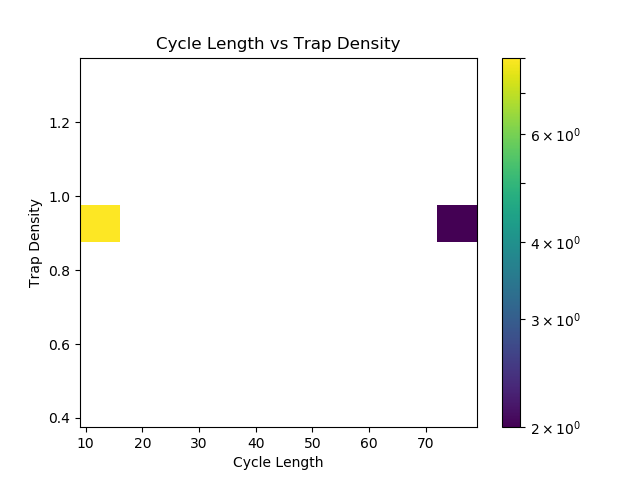 Cycle Length vs Trap Density
Trap Density
1.2
1.0
0.8
0.6
0.4
10 20 30 40 50 60 70
Cycle Length
6 × 10⁰
4 × 10⁰
3 × 10⁰
2 × 10⁰